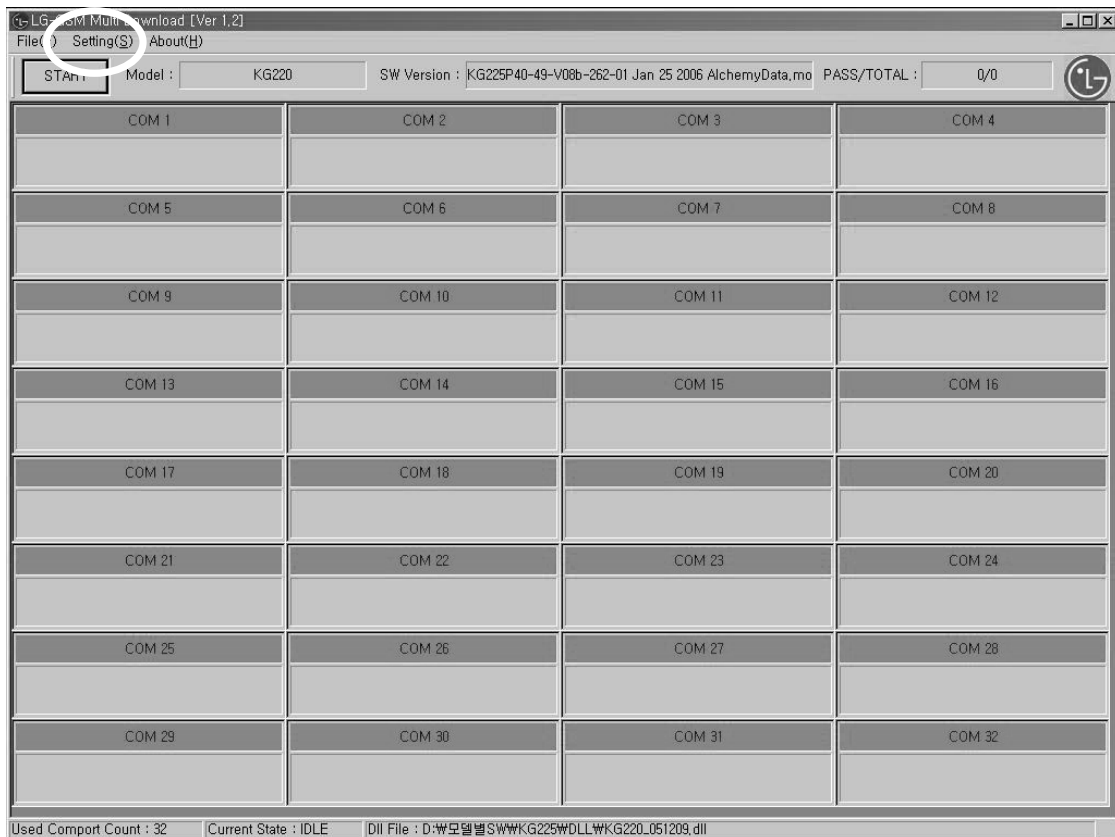 LG-GSM Multi Download [Ver 1,2]
File( ) Setting(S) About(H)
START Model : KG220 SW Version : KG225P40-49-V08b-262-01 Jan 25 2006 AlchemyData,mo PASS/TOTAL : 0/0
COM 1 COM 2 COM 3 COM 4
COM 5 COM 6 COM 7 COM 8
COM 9 COM 10 COM 11 COM 12
COM 13 COM 14 COM 15 COM 16
COM 17 COM 18 COM 19 COM 20
COM 21 COM 22 COM 23 COM 24
COM 25 COM 26 COM 27 COM 28
COM 29 COM 30 COM 31 COM 32
Used Comport Count : 32 Current State : IDLE Dll File : D:₩모델별SW₩KG225₩DLL₩KG220_051209,dll